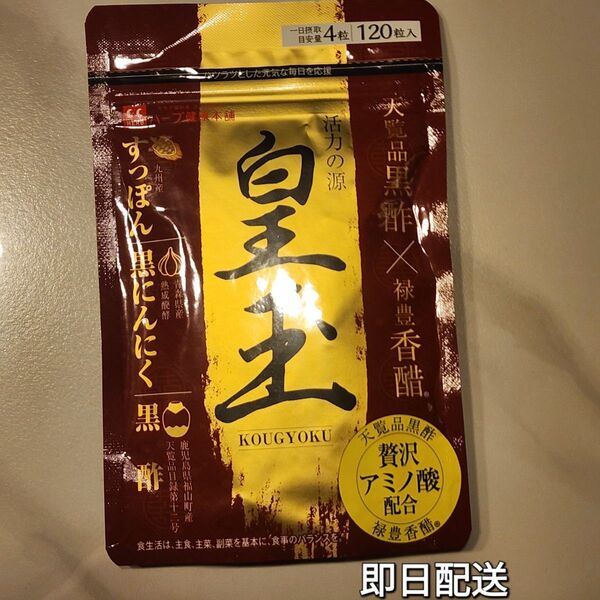 一日摂取
目安量 4粒 120粒入
ハツラツとした元気な毎日を応援
ハーブ健康本舗
活力の源
皇玉
KOUGYOKU
天覧品黒酢×禄豊香醋®
九州産
すっぽん
青森県産
熟成醗酵
黒にんにく
鹿児島県福山町産
天覧品目録第十三号
黒酢
天覧品黒酢
贅沢
アミノ酸
配合
禄豊香醋®
食生活は、主食、主菜、副菜を基本に、食事のバランスを。
即日配送